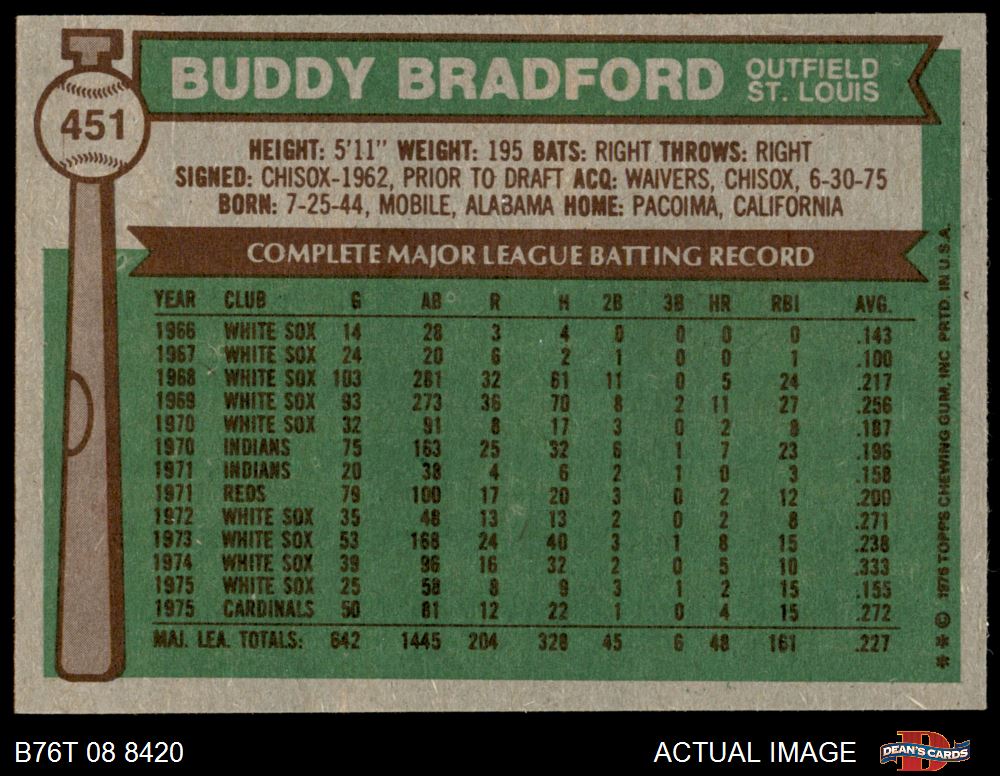 451
BUDDY BRADFORD
OUTFIELD
ST. LOUIS
HEIGHT: 5'11" WEIGHT: 195 BATS: RIGHT THROWS: RIGHT
SIGNED: CHISOX-1962, PRIOR TO DRAFT ACQ: WAIVERS, CHISOX, 6-30-75
BORN: 7-25-44, MOBILE, ALABAMA HOME: PACOIMA, CALIFORNIA
COMPLETE MAJOR LEAGUE BATTING RECORD
YEAR CLUB G AB R H 2B 3B HR RBI AVG.
1966 WHITE SOX 14 28 3 4 0 0 0 0 .143
1967 WHITE SOX 24 20 6 2 1 0 0 1 .100
1968 WHITE SOX 103 281 32 61 11 0 5 24 .217
1969 WHITE SOX 93 273 36 70 8 2 11 27 .256
1970 WHITE SOX 32 91 8 17 3 0 2 8 .187
1970 INDIANS 75 163 25 32 6 1 7 23 .196
1971 INDIANS 20 38 4 6 2 1 0 3 .158
1971 REDS 79 100 17 20 3 0 2 12 .200
1972 WHITE SOX 35 48 13 13 2 0 2 8 .271
1973 WHITE SOX 53 168 24 40 3 1 8 15 .238
1974 WHITE SOX 39 96 16 32 2 0 5 10 .333
1975 WHITE SOX 25 58 8 9 3 1 2 15 .155
1975 CARDINALS 50 81 12 22 1 0 4 15 .272
MAJ. LEA. TOTALS: 642 1445 204 328 45 6 48 161 .227
** © 1976 TOPPS CHEWING GUM, INC PRTD. IN U.S.A.
B76T 08 8420
ACTUAL IMAGE
D
DEAN'S CARDS